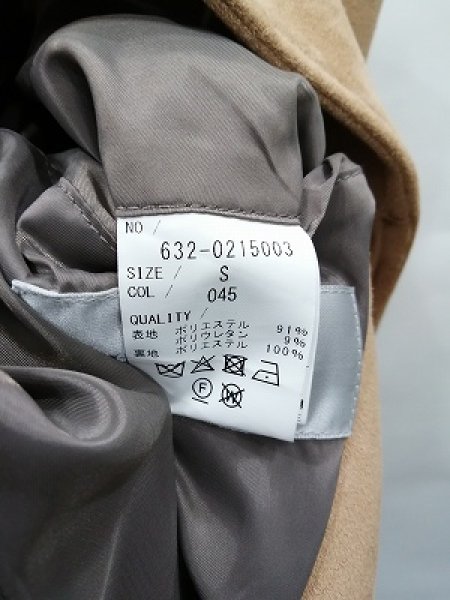 NO /
632-0215003
SIZE / S
COL / 045
QUALITY /
表地 ポリエステル 91%
ポリウレタン 9%
裏地 ポリエステル 100%
F W